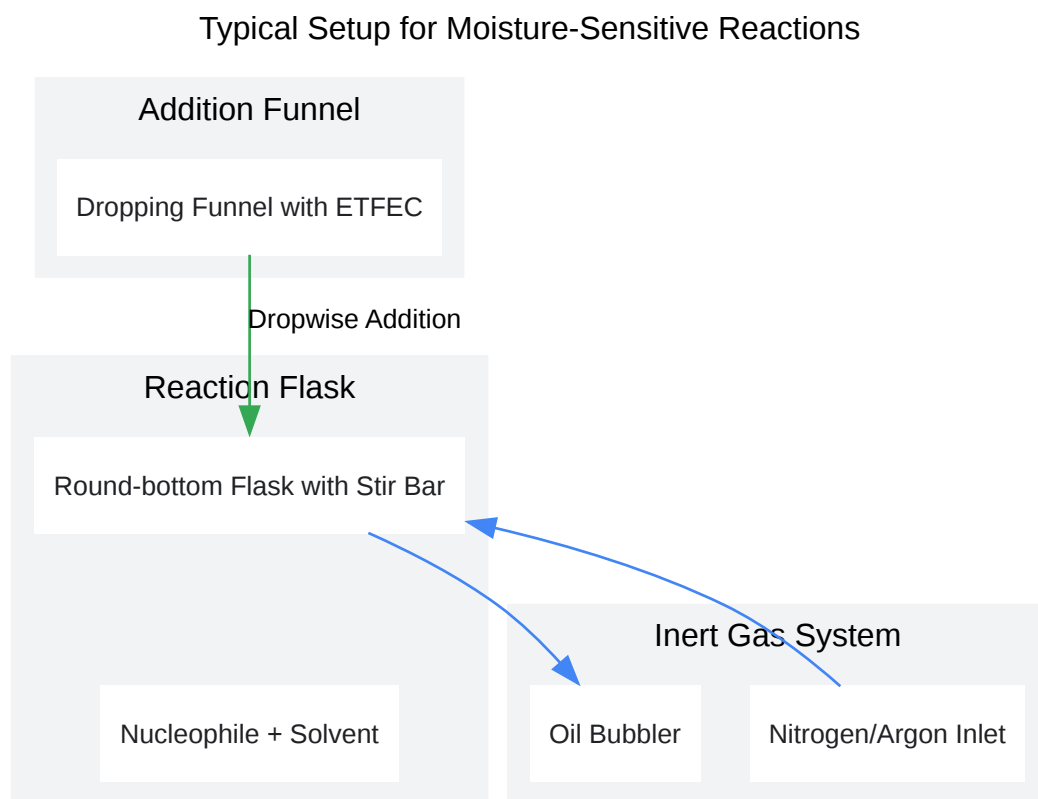 Typical Setup for Moisture-Sensitive Reactions
Addition Funnel
Dropping Funnel with ETFEC
Dropwise Addition
Reaction Flask
Round-bottom Flask with Stir Bar
Nucleophile + Solvent
Inert Gas System
Oil Bubbler
Nitrogen/Argon Inlet